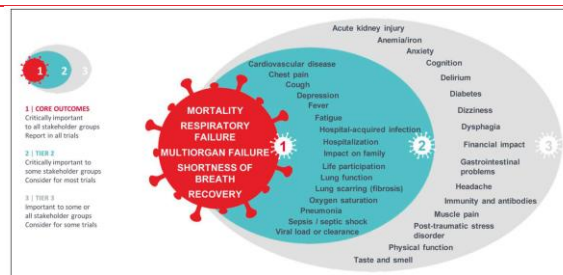 1 2 3
1 | CORE OUTCOMES
Critically important
to all stakeholder groups
Report in all trials
2 | TIER 2
Critically important to
some stakeholder groups
Consider for most trials
3 | TIER 3
Important to some or
all stakeholder groups
Consider for some trials
MORTALITY
RESPIRATORY
FAILURE
MULTIORGAN FAILURE
SHORTNESS OF
BREATH
RECOVERY
1
Cardiovascular disease
Chest pain
Cough
Depression
Fever
Fatigue
Hospital-acquired infection
Hospitalization
Impact on family
Life participation
Lung function
Lung scarring (fibrosis)
Oxygen saturation
Pneumonia
Sepsis / septic shock
Viral load or clearance
2
Acute kidney injury
Anemia/iron
Anxiety
Cognition
Delirium
Diabetes
Dizziness
Dysphagia
Financial impact
Gastrointestinal
problems
Headache
Immunity and antibodies
Muscle pain
Post-traumatic stress
disorder
Physical function
Taste and smell
3